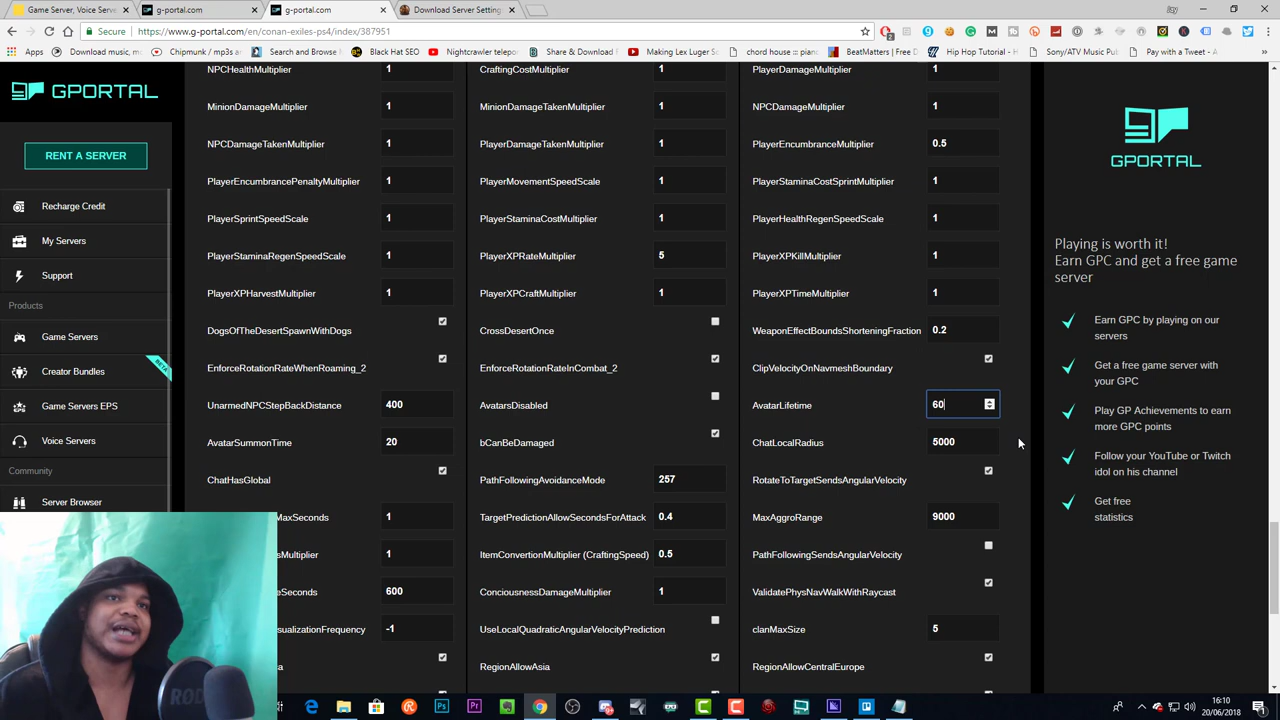 Game Server, Voice Serve
g-portal.com
g-portal.com
Download Server Setting
Secure
https://www.g-portal.com/en/conan-exiles-ps4/index/387951
Apps
Download music, m
Chipmunk / mp3 a
Search and Browse
Black Hat SEO
Nightcrawler telepor
Share & Download
Making Lex Luger So
chord house ::: pian
BeatMatters | Free D
Hip Hop Tutorial - H
Sony/ATV Music Pub
Pay with a Tweet - A
GPORTAL
RENT A SERVER
Recharge Credit
My Servers
Support
Products
Game Servers
Creator Bundles
BETA
Game Servers EPS
Voice Servers
Community
Server Browser
NPCHealthMultiplier 1 CraftingCostMultiplier 1 PlayerDamageMultiplier 1
MinionDamageMultiplier 1 MinionDamageTakenMultiplier 1 NPCDamageMultiplier 1
NPCDamageTakenMultiplier 1 PlayerDamageTakenMultiplier 1 PlayerEncumbranceMultiplier 0.5
PlayerEncumbrancePenaltyMultiplier 1 PlayerMovementSpeedScale 1 PlayerStaminaCostSprintMultiplier 1
PlayerSprintSpeedScale 1 PlayerStaminaCostMultiplier 1 PlayerHealthRegenSpeedScale 1
PlayerStaminaRegenSpeedScale 1 PlayerXPRateMultiplier 5 PlayerXPKillMultiplier 1
PlayerXPHarvestMultiplier 1 PlayerXPCraftMultiplier 1 PlayerXPTimeMultiplier 1
DogsOfTheDesertSpawnWithDogs CrossDesertOnce WeaponEffectBoundsShorteningFraction 0.2
EnforceRotationRateWhenRoaming_2 EnforceRotationRateInCombat_2 ClipVelocityOnNavmeshBoundary
UnarmedNPCStepBackDistance 400 AvatarsDisabled AvatarLifetime 60
AvatarSummonTime 20 bCanBeDamaged ChatLocalRadius 5000
ChatHasGlobal PathFollowingAvoidanceMode 257 RotateToTargetSendsAngularVelocity
MaxSeconds 1 TargetPredictionAllowSecondsForAttack 0.4 MaxAggroRange 9000
Multiplier 1 ItemConvertionMultiplier (CraftingSpeed) 0.5 PathFollowingSendsAngularVelocity
Seconds 600 ConciousnessDamageMultiplier 1 ValidatePhysNavWalkWithRaycast
ualizationFrequency -1 UseLocalQuadraticAngularVelocityPrediction clanMaxSize 5
RegionAllowAsia RegionAllowCentralEurope
GPORTAL
Playing is worth it!
Earn GPC and get a free game
server
Earn GPC by playing on our
servers
Get a free game server with
your GPC
Play GP Achievements to earn
more GPC points
Follow your YouTube or Twitch
idol on his channel
Get free
statistics
16:10
20/06/2018